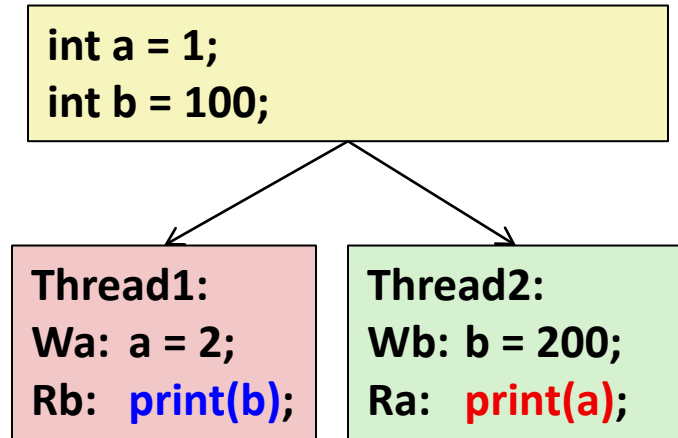 int a = 1;
int b = 100;
Thread1:
Wa: a = 2;
Rb: print(b);
Thread2:
Wb: b = 200;
Ra: print(a);